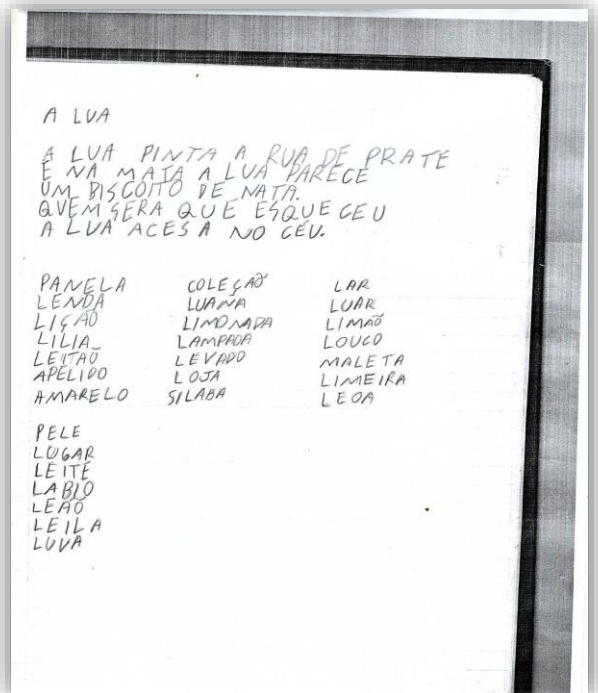 A LUA
A LUA PINTA A RUA DE PRATE
E NA MATA A LUA PARECE
UM BISCOITO DE NATA.
QUEM SERA QUE ESQUECEU
A LUA ACESA NO CÉU.
PANELA COLEÇÃO LAR
LENDA LUANA LUAR
LIÇÃO LIMONADA LIMÃO
LILIA LAMPADA LOUCO
LEITÃO LEVADO MALETA
APELIDO LOJA LIMEIRA
AMARELO SILABA LEOA
PELE
LUGAR
LEITE
LABIO
LEÃO
LEILA
LUVA